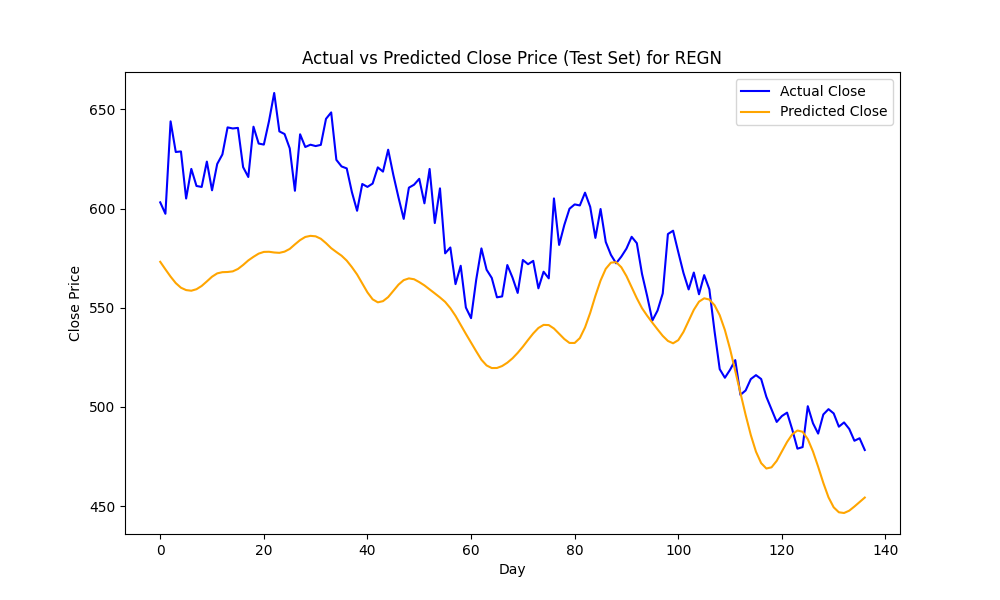 Actual vs Predicted Close Price (Test Set) for REGN
Actual Close
Predicted Close
Close Price
650
600
550
500
450
0 20 40 60 80 100 120 140
Day